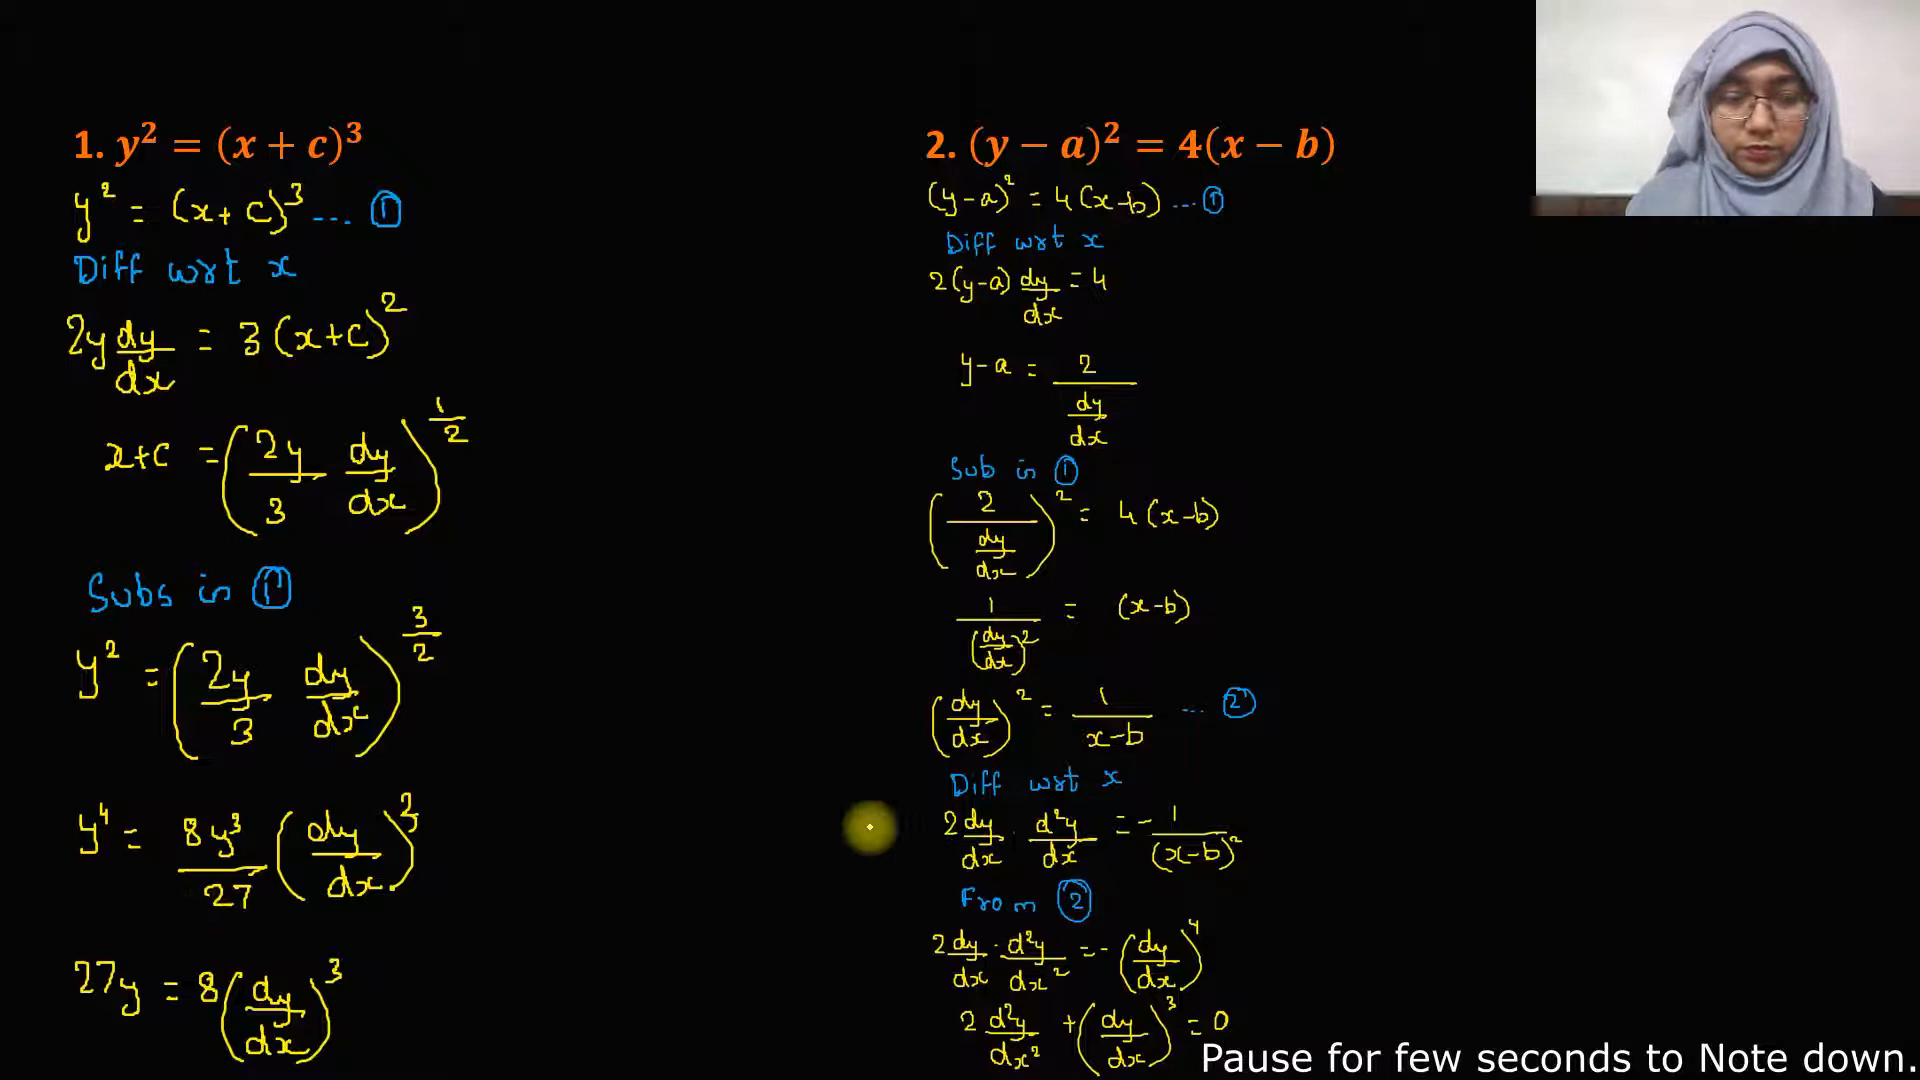 1. y² = (x + c)³
y² = (x+c)³ ... ①
Diff wrt x
2y dy/dx = 3(x+c)²
x+c = (2y/3 dy/dx)^(1/2)
Subs in ①
y² = (2y/3 dy/dx)^(3/2)
y⁴ = 8y³/27 (dy/dx)³
27y = 8(dy/dx)³
2. (y − a)² = 4(x − b)
(y-a)² = 4(x-b) ... ①
Diff wrt x
2(y-a) dy/dx = 4
y-a = 2/(dy/dx)
Sub in ①
(2/(dy/dx))² = 4(x-b)
1/(dy/dx)² = (x-b)
(dy/dx)² = 1/(x-b) ... ②
Diff wrt x
2 dy/dx . d²y/dx = -1/(x-b)²
From ②
2 dy/dx . d²y/dx² = -(dy/dx)⁴
2 d²y/dx² + (dy/dx)³ = 0
Pause for few seconds to Note down.